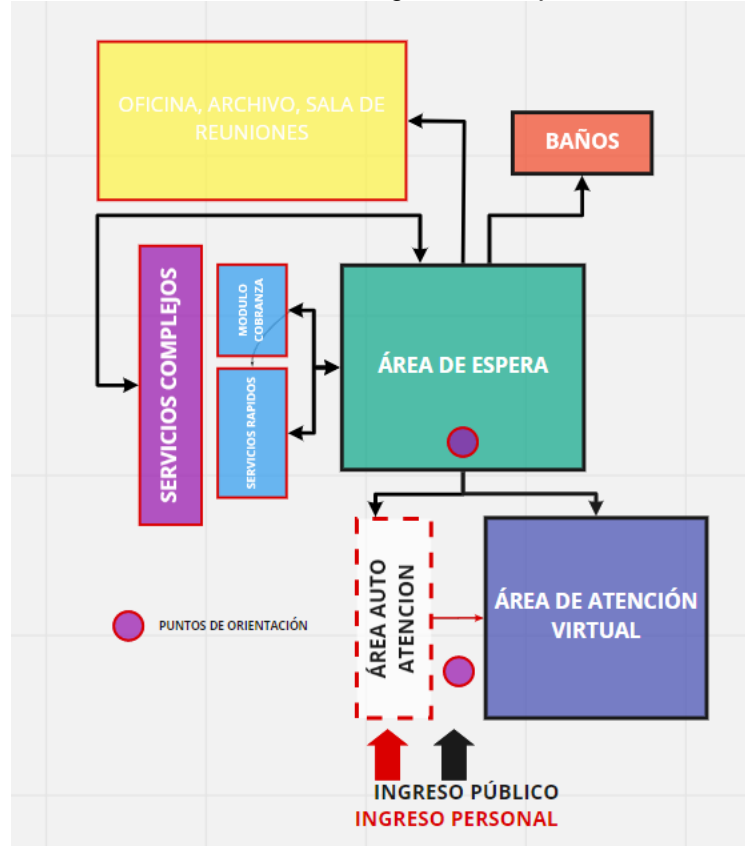 OFICINA, ARCHIVO, SALA DE
REUNIONES
BAÑOS
SERVICIOS COMPLEJOS
MODULO
COBRANZA
SERVICIOS RAPIDOS
ÁREA DE ESPERA
ÁREA AUTO
ATENCION
ÁREA DE ATENCIÓN
VIRTUAL
PUNTOS DE ORIENTACIÓN
INGRESO PÚBLICO
INGRESO PERSONAL